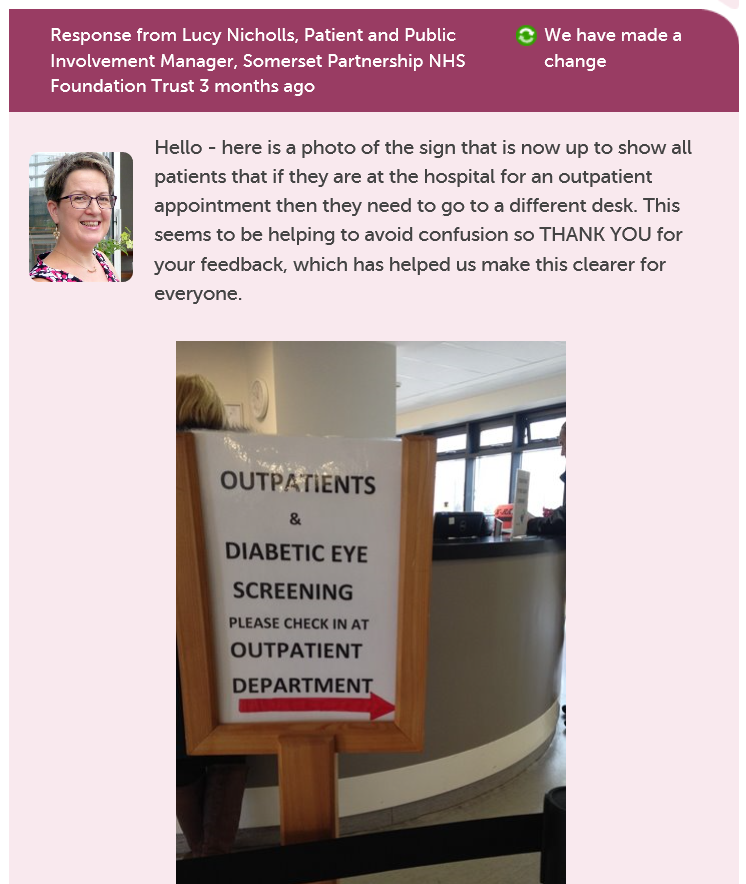 Response from Lucy Nicholls, Patient and Public
Involvement Manager, Somerset Partnership NHS
Foundation Trust 3 months ago
We have made a
change
Hello - here is a photo of the sign that is now up to show all
patients that if they are at the hospital for an outpatient
appointment then they need to go to a different desk. This
seems to be helping to avoid confusion so THANK YOU for
your feedback, which has helped us make this clearer for
everyone.
OUTPATIENTS
&
DIABETIC EYE
SCREENING
PLEASE CHECK IN AT
OUTPATIENT
DEPARTMENT